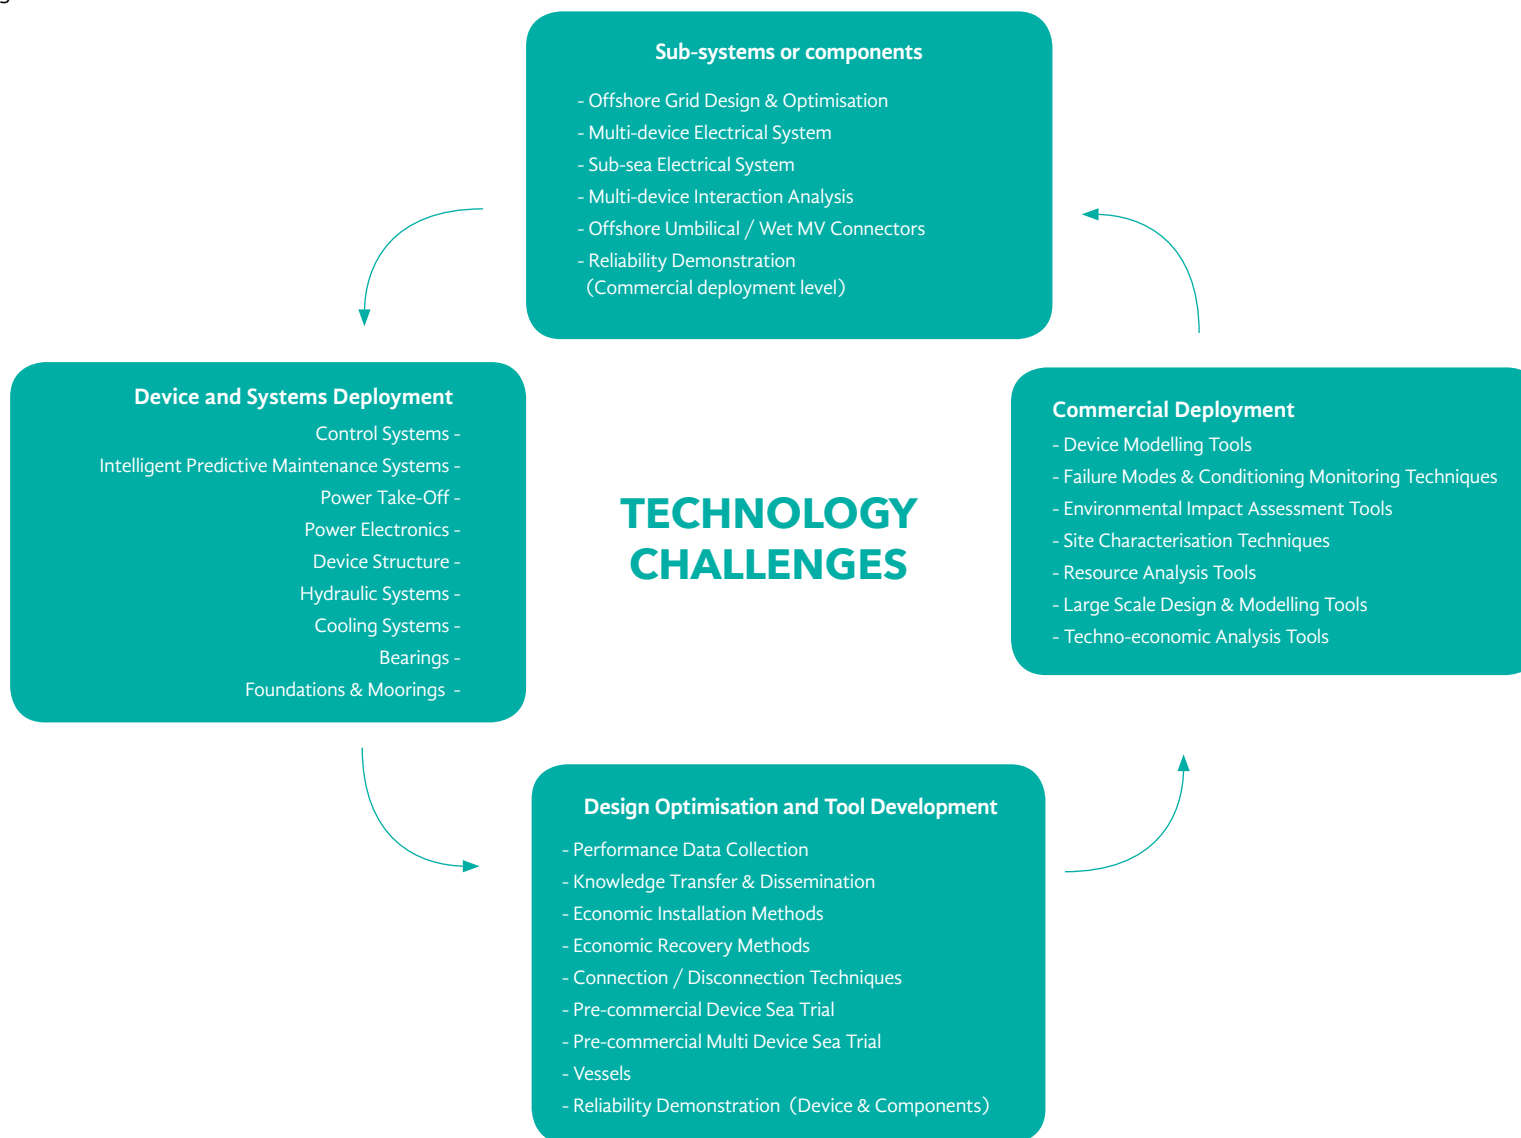 Sub-systems or components
- Offshore Grid Design & Optimisation
- Multi-device Electrical System
- Sub-sea Electrical System
- Multi-device Interaction Analysis
- Offshore Umbilical / Wet MV Connectors
- Reliability Demonstration
(Commercial deployment level)
Device and Systems Deployment
Control Systems -
Intelligent Predictive Maintenance Systems -
Power Take-Off -
Power Electronics -
Device Structure -
Hydraulic Systems -
Cooling Systems -
Bearings -
Foundations & Moorings -
TECHNOLOGY
CHALLENGES
Commercial Deployment
- Device Modelling Tools
- Failure Modes & Conditioning Monitoring Techniques
- Environmental Impact Assessment Tools
- Site Characterisation Techniques
- Resource Analysis Tools
- Large Scale Design & Modelling Tools
- Techno-economic Analysis Tools
Design Optimisation and Tool Development
- Performance Data Collection
- Knowledge Transfer & Dissemination
- Economic Installation Methods
- Economic Recovery Methods
- Connection / Disconnection Techniques
- Pre-commercial Device Sea Trial
- Pre-commercial Multi Device Sea Trial
- Vessels
- Reliability Demonstration (Device & Components)